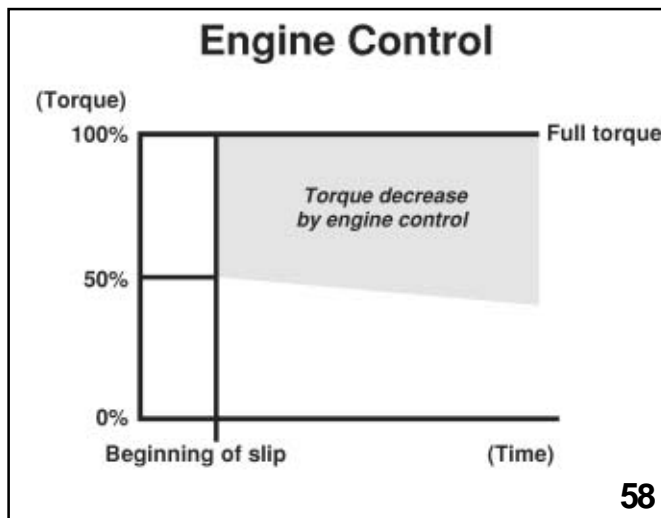 Engine Control
(Torque)
100%
Full torque
Torque decrease
by engine control
50%
0%
Beginning of slip
(Time)
58